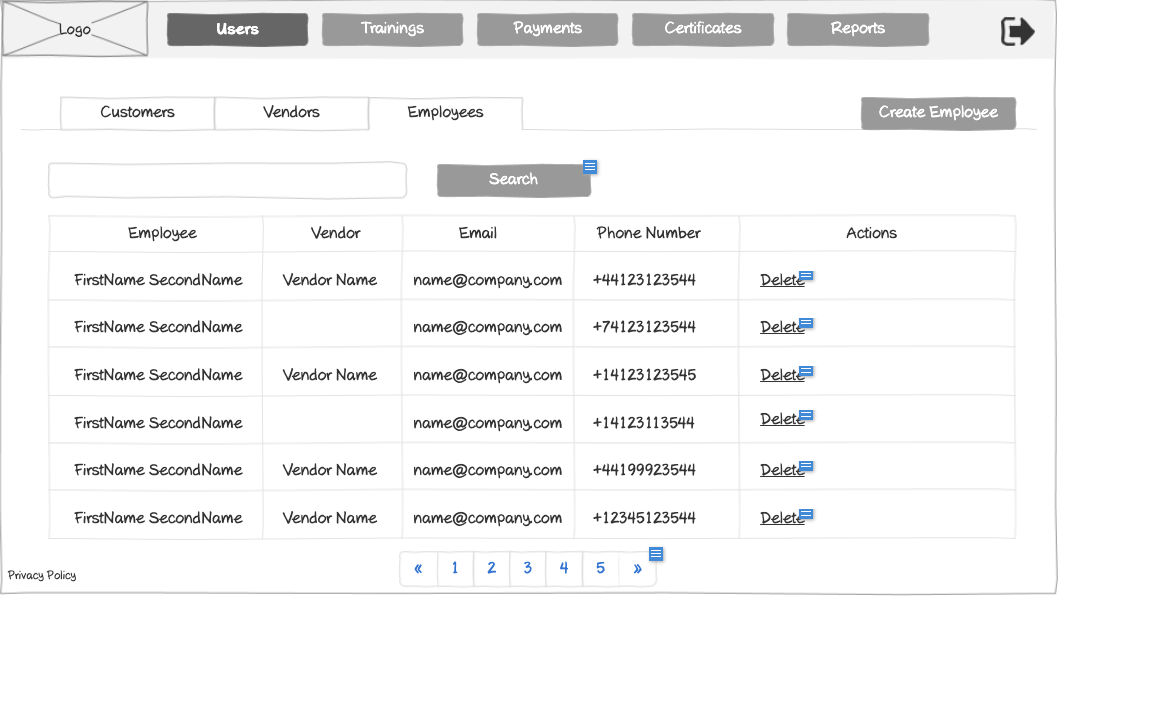 Logo Users Trainings Payments Certificates Reports
Customers Vendors Employees Create Employee
Search
Employee Vendor Email Phone Number Actions
FirstName SecondName Vendor Name name@company.com +44123123544 Delete
FirstName SecondName name@company.com +74123123544 Delete
FirstName SecondName Vendor Name name@company.com +14123123545 Delete
FirstName SecondName name@company.com +14123113544 Delete
FirstName SecondName Vendor Name name@company.com +44199923544 Delete
FirstName SecondName Vendor Name name@company.com +12345123544 Delete
« 1 2 3 4 5 »
Privacy Policy